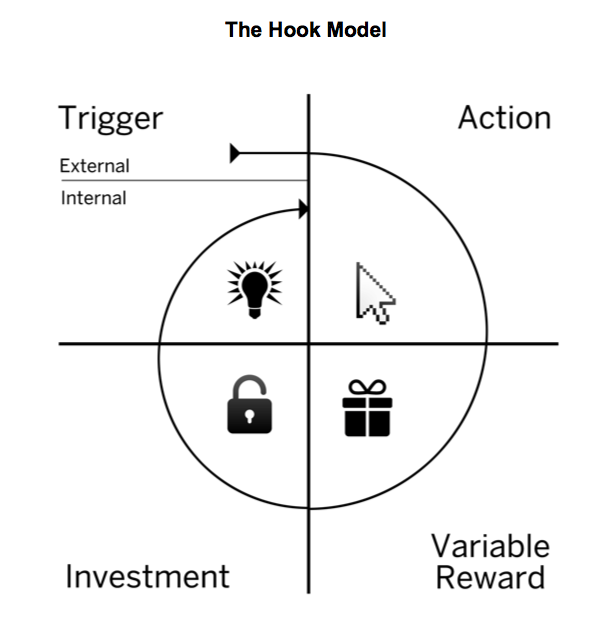 The Hook Model
Trigger
Action
External
Internal
Investment
Variable
Reward